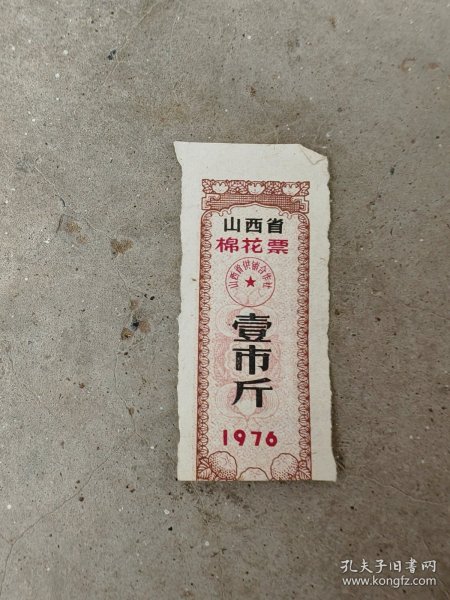 山西省
棉花票
山西省供销合作社
壹市斤
1976
孔夫子旧书网
www.kongfz.com